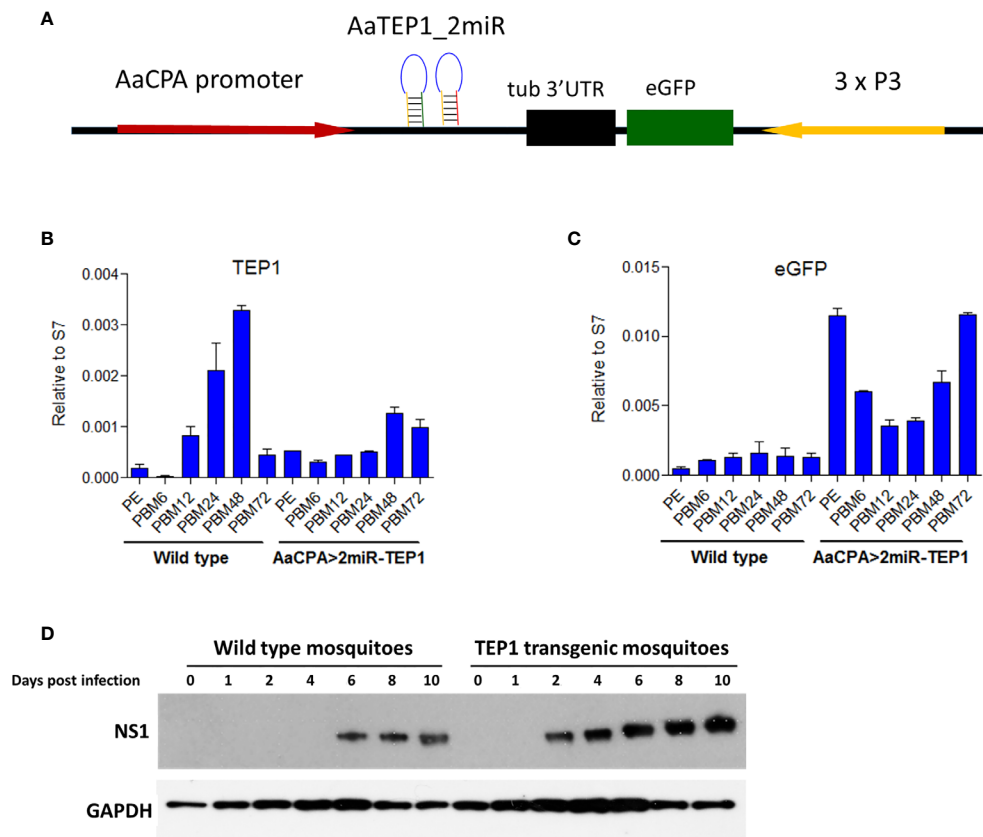 A
AaTEP1_2miR
AaCPA promoter
tub 3’UTR
eGFP
3 x P3
B
TEP1
Relative to S7
0.004
0.003
0.002
0.001
0.000
PE
PBM6
PBM12
PBM24
PBM48
PBM72
PE
PBM6
PBM12
PBM24
PBM48
PBM72
Wild type
AaCPA>2miR-TEP1
C
eGFP
Relative to S7
0.015
0.010
0.005
0.000
PE
PBM6
PBM12
PBM24
PBM48
PBM72
PE
PBM6
PBM12
PBM24
PBM48
PBM72
Wild type
AaCPA>2miR-TEP1
D
Wild type mosquitoes
TEP1 transgenic mosquitoes
Days post infection 0 1 2 4 6 8 10 0 1 2 4 6 8 10
NS1
GAPDH